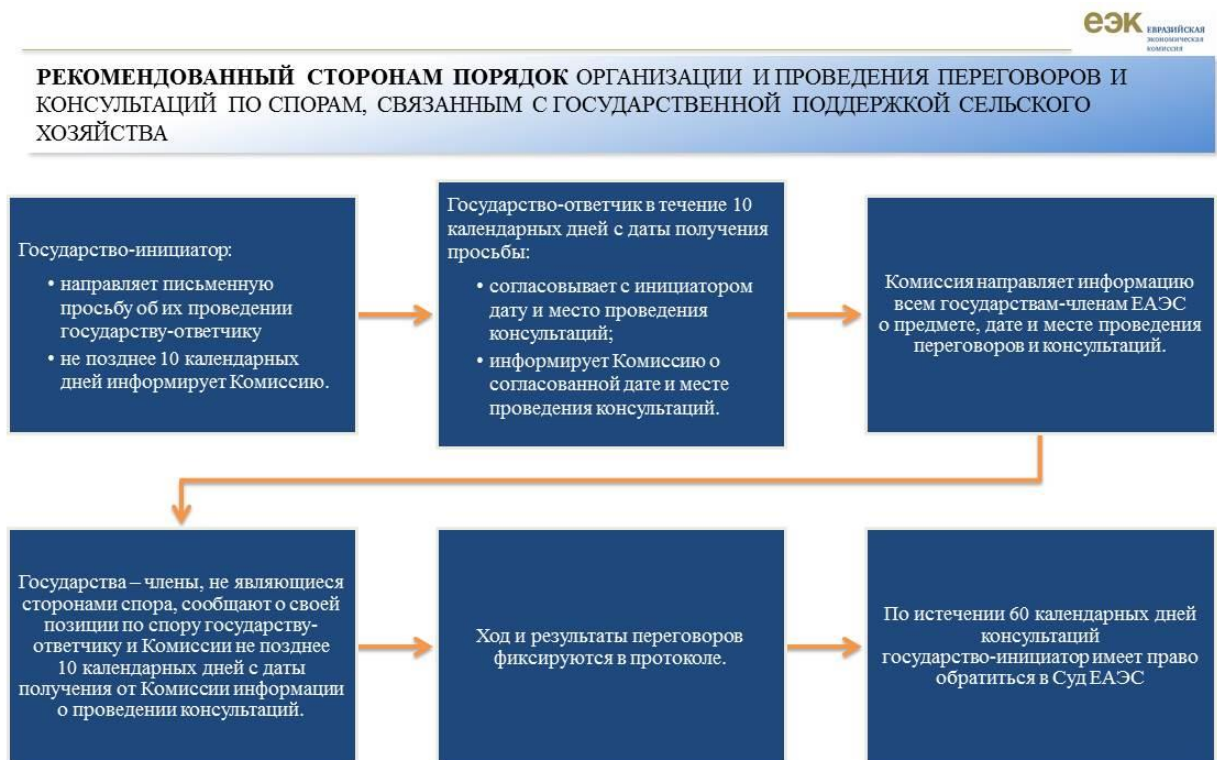 еэк ЕВРАЗИЙСКАЯ
ЭКОНОМИЧЕСКАЯ
КОМИССИЯ
РЕКОМЕНДОВАННЫЙ СТОРОНАМ ПОРЯДОК ОРГАНИЗАЦИИ И ПРОВЕДЕНИЯ ПЕРЕГОВОРОВ И
КОНСУЛЬТАЦИЙ ПО СПОРАМ, СВЯЗАННЫМ С ГОСУДАРСТВЕННОЙ ПОДДЕРЖКОЙ СЕЛЬСКОГО
ХОЗЯЙСТВА
Государство-инициатор:
• направляет письменную
просьбу об их проведении
государству-ответчику
• не позднее 10 календарных
дней информирует Комиссию.
Государство-ответчик в течение 10
календарных дней с даты получения
просьбы:
• согласовывает с инициатором
дату и место проведения
консультаций;
• информирует Комиссию о
согласованной дате и месте
проведения консультаций.
Комиссия направляет информацию
всем государствам-членам ЕАЭС
о предмете, дате и месте проведения
переговоров и консультаций.
Государства – члены, не являющиеся
сторонами спора, сообщают о своей
позиции по спору государству-
ответчику и Комиссии не позднее
10 календарных дней с даты
получения от Комиссии информации
о проведении консультаций.
Ход и результаты переговоров
фиксируются в протоколе.
По истечении 60 календарных дней
консультаций
государство-инициатор имеет право
обратиться в Суд ЕАЭС